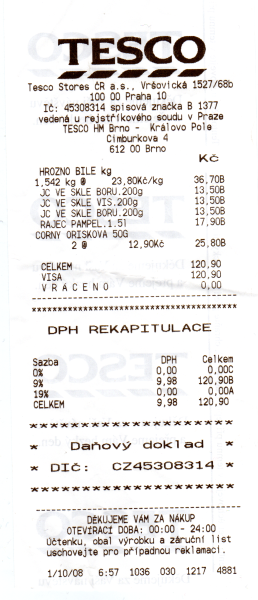 TESCO
Tesco Stores ČR a.s., Vršovická 1527/68b
100 00 Praha 10
IČ: 45308314 spisová značka B 1377
vedená u rejstříkového soudu v Praze
TESCO HM Brno - Královo Pole
Cimburkova 4
612 00 Brno
Kč
HROZNO BILE kg
1,542 kg @ 23,80Kč/kg 36,70B
JC VE SKLE BORU.200g 13,50B
JC VE SKLE VIS.200g 13,50B
JC VE SKLE BORU.200g 13,50B
RAJEC PAMPEL.1.5l 17,90B
CORNY ORISKOVA 50G
2 @ 12,90Kč 25,80B
CELKEM 120,90
VISA 120,90
V R Á C E N O 0,00
DPH REKAPITULACE
Sazba DPH Celkem
0% 0,00 0,00C
9% 9,98 120,90B
19% 0,00 0,00A
CELKEM 9,98 120,90
* * * * * * * * * * * * * * * * * * * *
* Daňový doklad *
* DIČ: CZ45308314 *
* * * * * * * * * * * * * * * * * * * *
DĚKUJEME VÁM ZA NÁKUP
OTEVÍRACÍ DOBA: 00:00 - 24:00
Účtenku, obal výrobku a záruční list
uschovejte pro případnou reklamaci.
1/10/08 6:57 1036 030 1217 4881